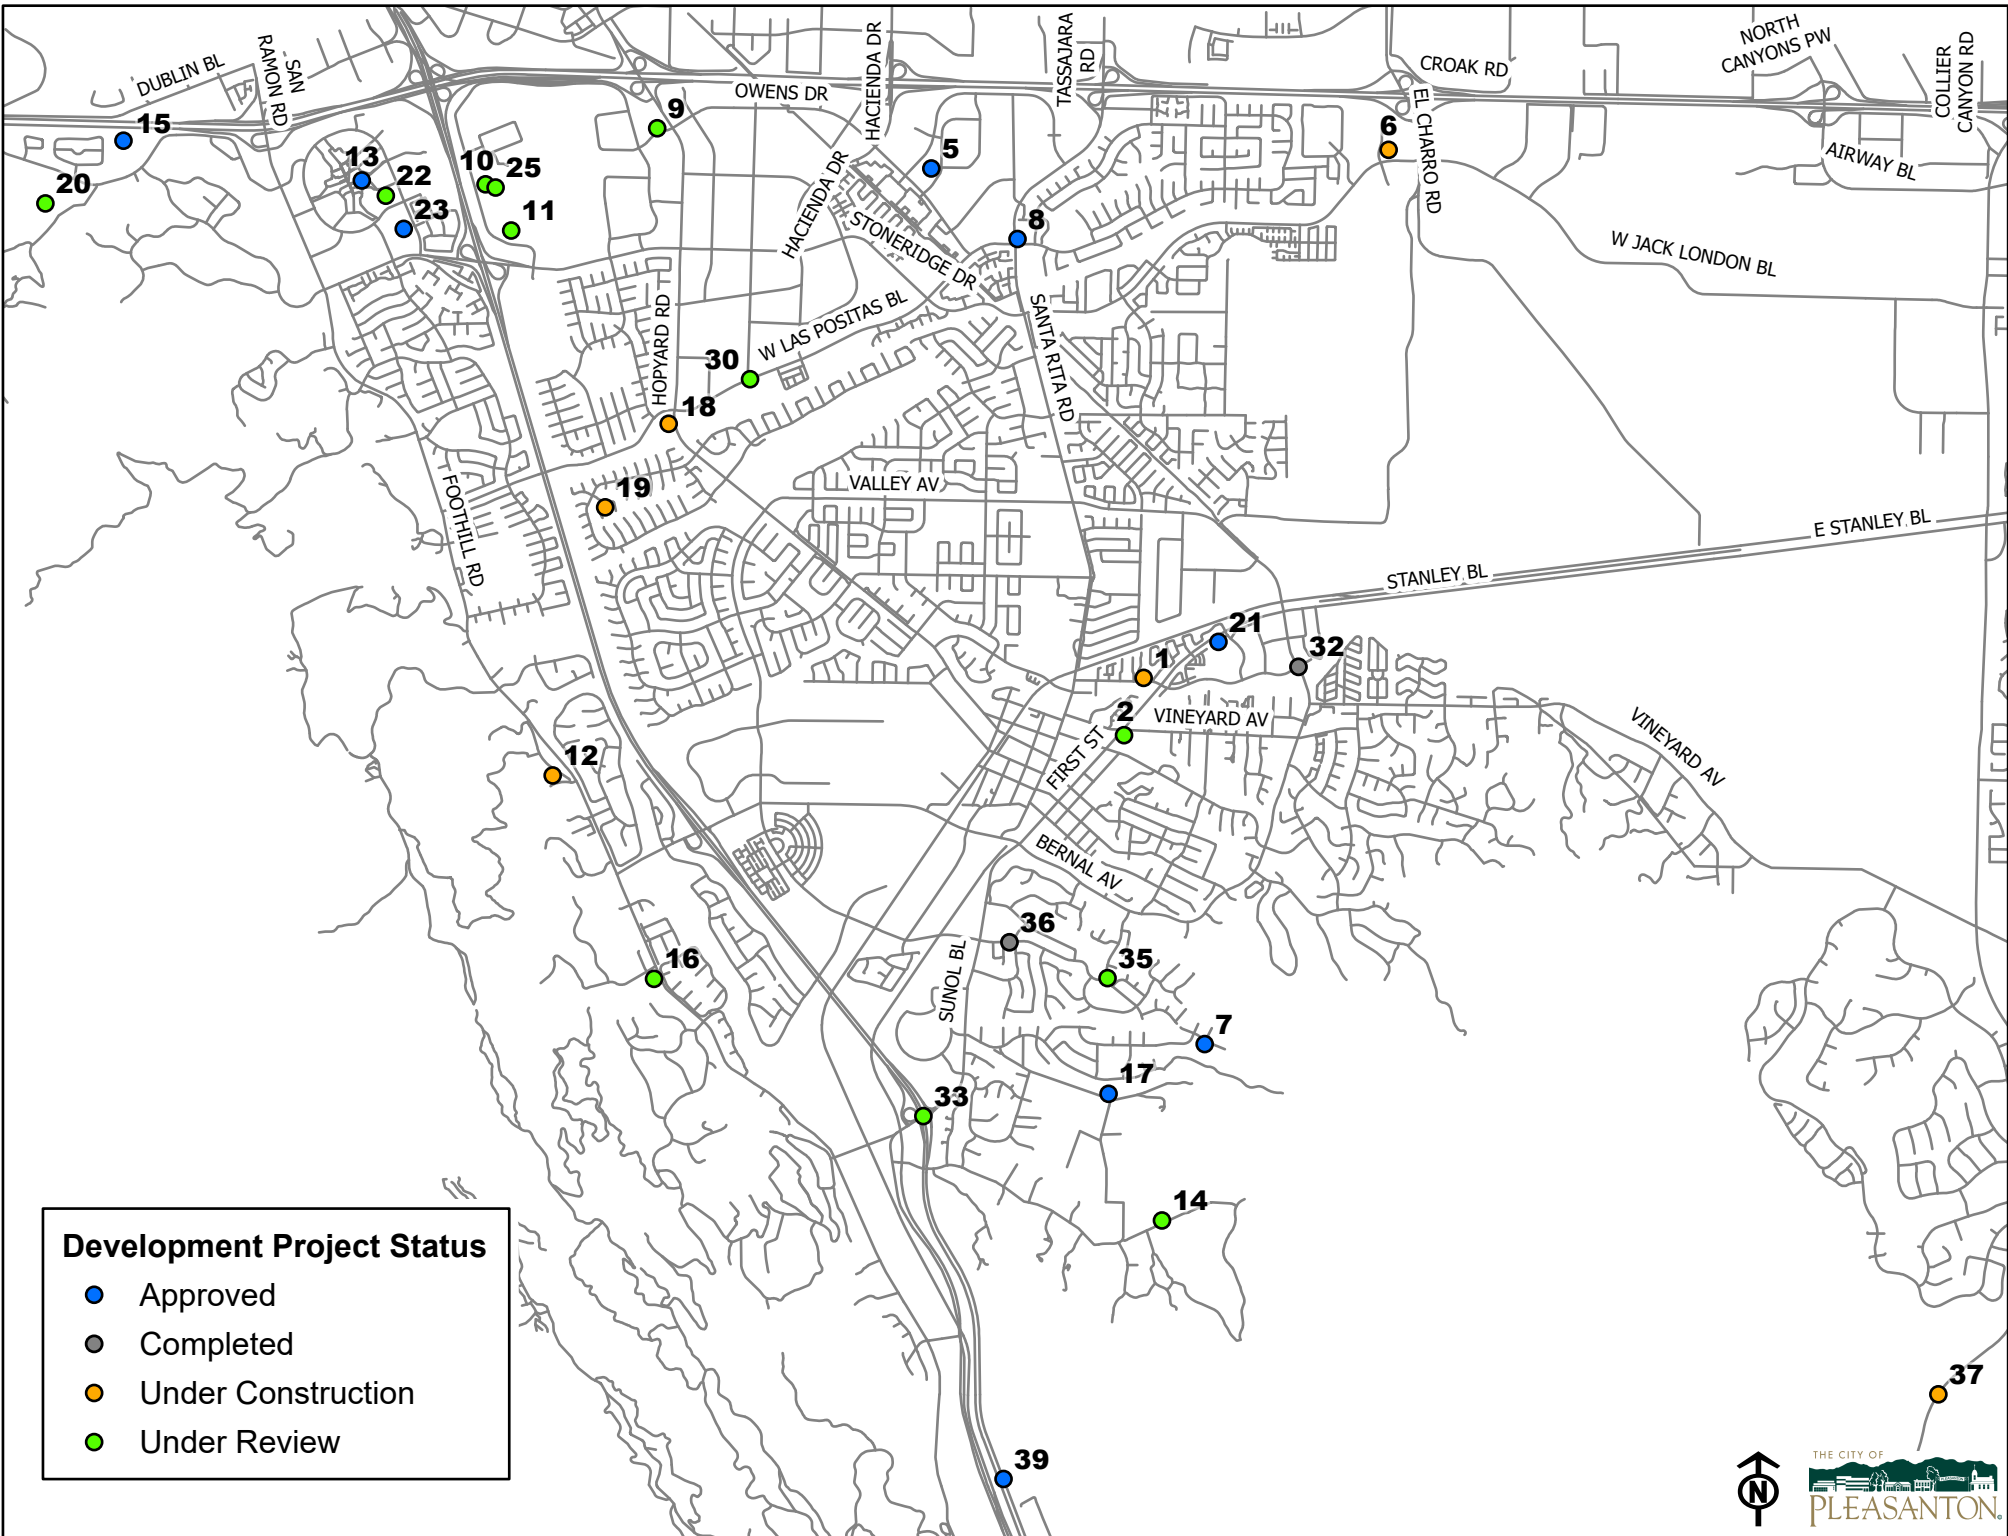 DUBLIN BL
SAN
RAMON RD
OWENS DR
HACIENDA DR
TASSAJARA
RD
CROAK RD
NORTH
CANYONS PW
COLLIER
CANYON RD
EL CHARRO RD
AIRWAY BL
15
9
6
5
13
22
10
25
20
23
11
8
HACIENDA DR
STONERIDGE DR
W JACK LONDON BL
HOPYARD RD
W LAS POSITAS BL
SANTA RITA RD
30
18
19
VALLEY AV
FOOTHILL RD
E STANLEY BL
STANLEY BL
21
32
1
2
VINEYARD AV
VINEYARD AV
FIRST ST
12
BERNAL AV
36
35
16
SUNOL BL
7
17
33
14
37
39
Development Project Status
Approved
Completed
Under Construction
Under Review
N
THE CITY OF
PLEASANTON